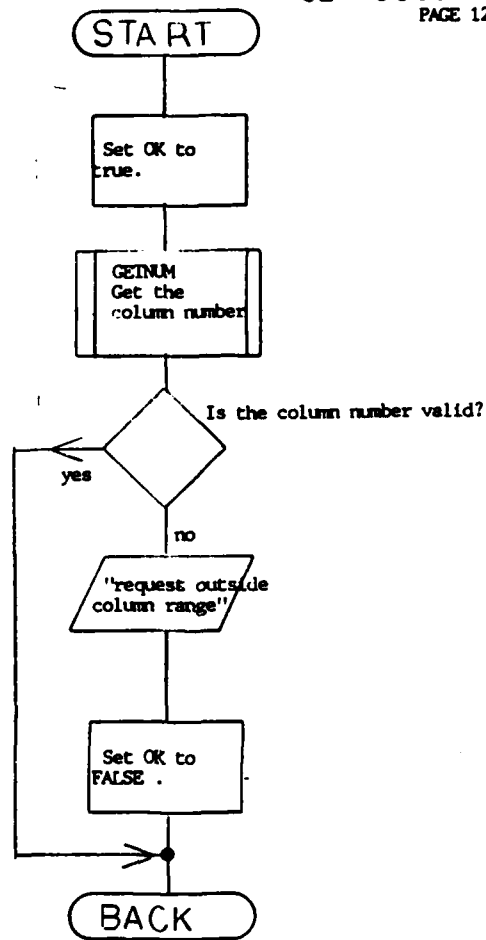 PAGE 12
START
Set OK to
true.
GETNUM
Get the
column number
Is the column number valid?
yes
no
"request outside
column range"
Set OK to
FALSE .
BACK